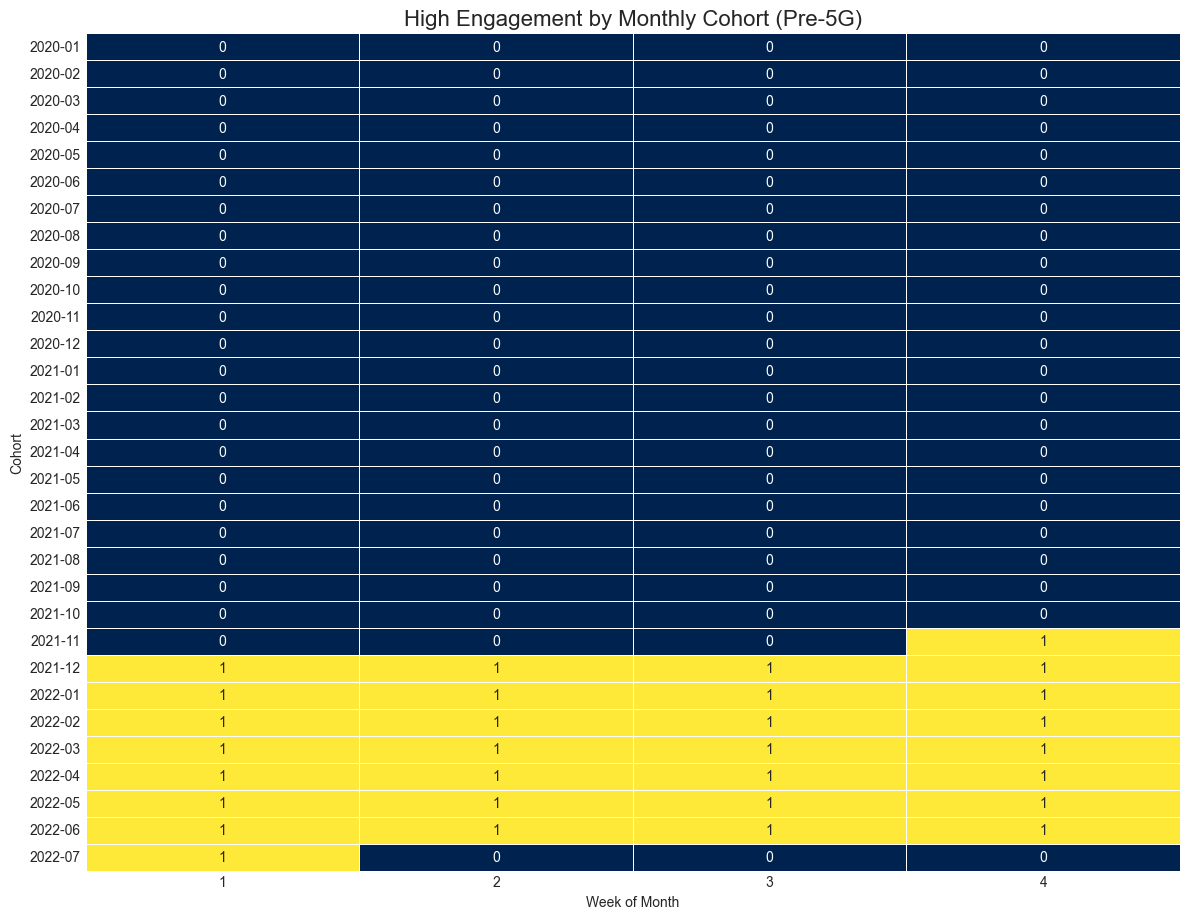 High Engagement by Monthly Cohort (Pre-5G)
2020-01 0 0 0 0
2020-02 0 0 0 0
2020-03 0 0 0 0
2020-04 0 0 0 0
2020-05 0 0 0 0
2020-06 0 0 0 0
2020-07 0 0 0 0
2020-08 0 0 0 0
2020-09 0 0 0 0
2020-10 0 0 0 0
2020-11 0 0 0 0
2020-12 0 0 0 0
2021-01 0 0 0 0
2021-02 0 0 0 0
2021-03 0 0 0 0
2021-04 0 0 0 0
Cohort
2021-05 0 0 0 0
2021-06 0 0 0 0
2021-07 0 0 0 0
2021-08 0 0 0 0
2021-09 0 0 0 0
2021-10 0 0 0 0
2021-11 0 0 0 1
2021-12 1 1 1 1
2022-01 1 1 1 1
2022-02 1 1 1 1
2022-03 1 1 1 1
2022-04 1 1 1 1
2022-05 1 1 1 1
2022-06 1 1 1 1
2022-07 1 0 0 0
1 2 3 4
Week of Month